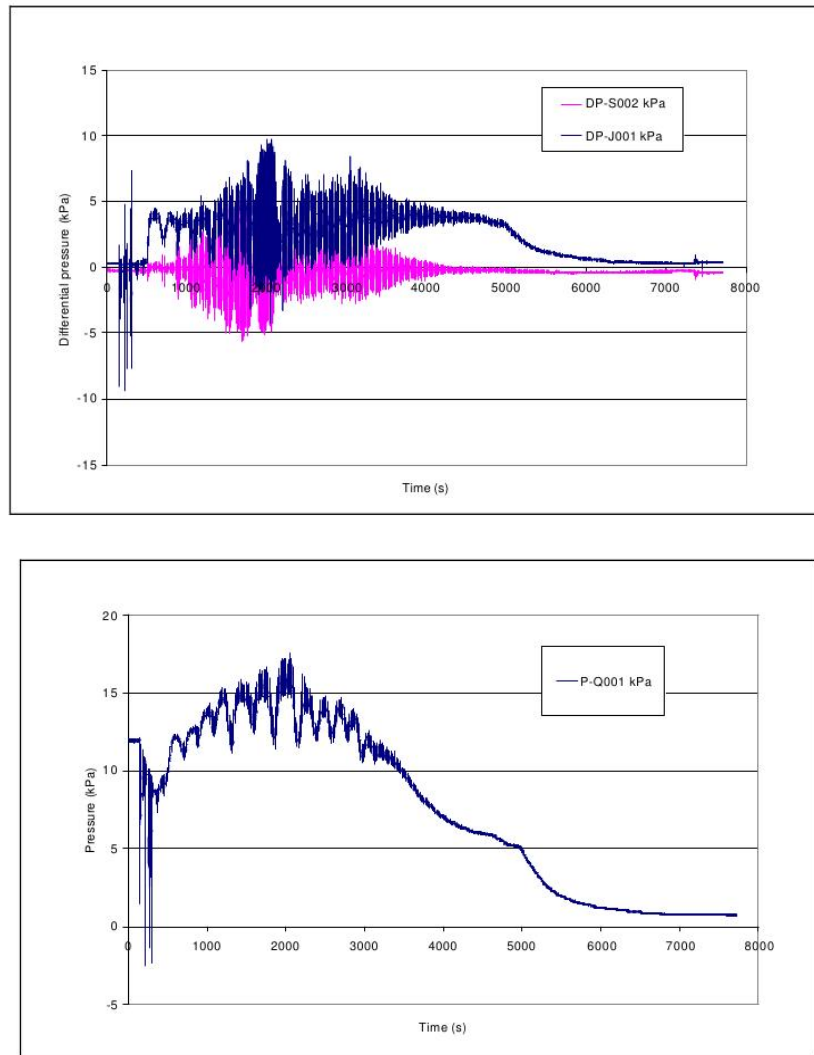 15
10
5
0
-5
-10
-15
0 1000 2000 3000 4000 5000 6000 7000 8000
Differential pressure (kPa)
Time (s)
DP-S002 kPa
DP-J001 kPa
20
15
10
5
0
-5
0 1000 2000 3000 4000 5000 6000 7000 8000
Pressure (kPa)
Time (s)
P-Q001 kPa